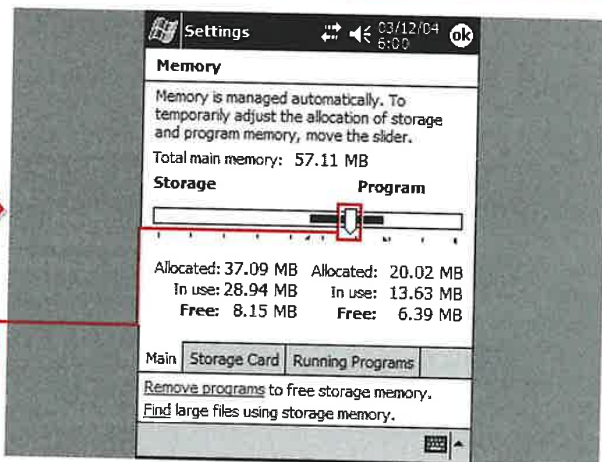 Settings
03/12/04
6:00
ok
Memory
Memory is managed automatically. To
temporarily adjust the allocation of storage
and program memory, move the slider.
Total main memory: 57.11 MB
Storage Program
Allocated: 37.09 MB Allocated: 20.02 MB
In use: 28.94 MB In use: 13.63 MB
Free: 8.15 MB Free: 6.39 MB
Main Storage Card Running Programs
Remove programs to free storage memory.
Find large files using storage memory.